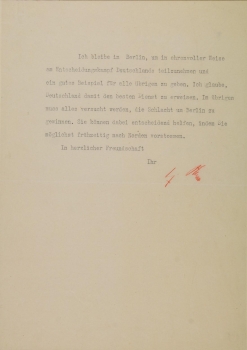 Ich bleibe in Berlin, um in ehrenvoller Weise
am Entscheidungskampf Deutschlands teilzunehmen und
ein gutes Beispiel für alle Übrigen zu geben. Ich glaube,
Deutschland damit den besten Dienst zu erweisen. Im Übrigen
muss alles versucht werden, die Schlacht um Berlin zu
gewinnen. Sie können dabei entscheidend helfen, indem Sie
möglichst frühzeitig nach Norden vorstossen.
In herzlicher Freundschaft
Ihr